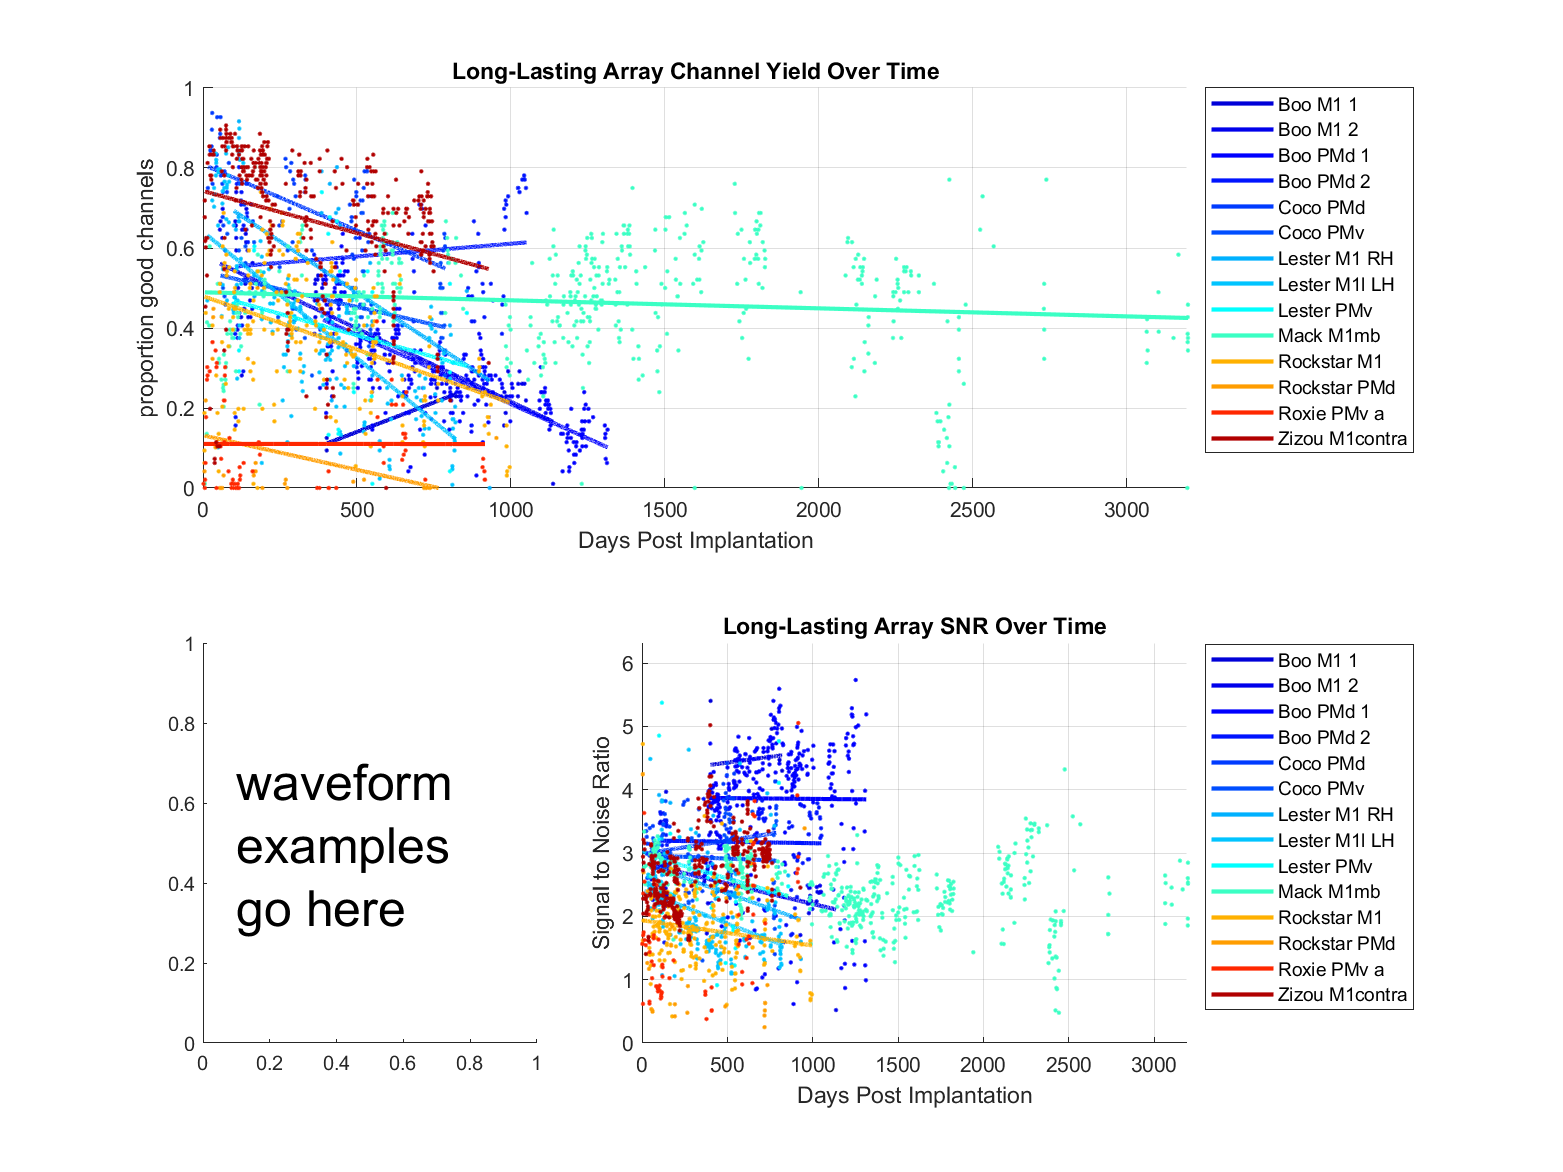 Long-Lasting Array Channel Yield Over Time
1
0.8
0.6
0.4
0.2
0
proportion good channels
0 500 1000 1500 2000 2500 3000
Days Post Implantation
Boo M1 1
Boo M1 2
Boo PMd 1
Boo PMd 2
Coco PMd
Coco PMv
Lester M1 RH
Lester M1l LH
Lester PMv
Mack M1mb
Rockstar M1
Rockstar PMd
Roxie PMv a
Zizou M1contra
1
0.8
0.6
0.4
0.2
0
0 0.2 0.4 0.6 0.8 1
waveform
examples
go here
Long-Lasting Array SNR Over Time
6
5
4
3
2
1
0
Signal to Noise Ratio
0 500 1000 1500 2000 2500 3000
Days Post Implantation
Boo M1 1
Boo M1 2
Boo PMd 1
Boo PMd 2
Coco PMd
Coco PMv
Lester M1 RH
Lester M1l LH
Lester PMv
Mack M1mb
Rockstar M1
Rockstar PMd
Roxie PMv a
Zizou M1contra